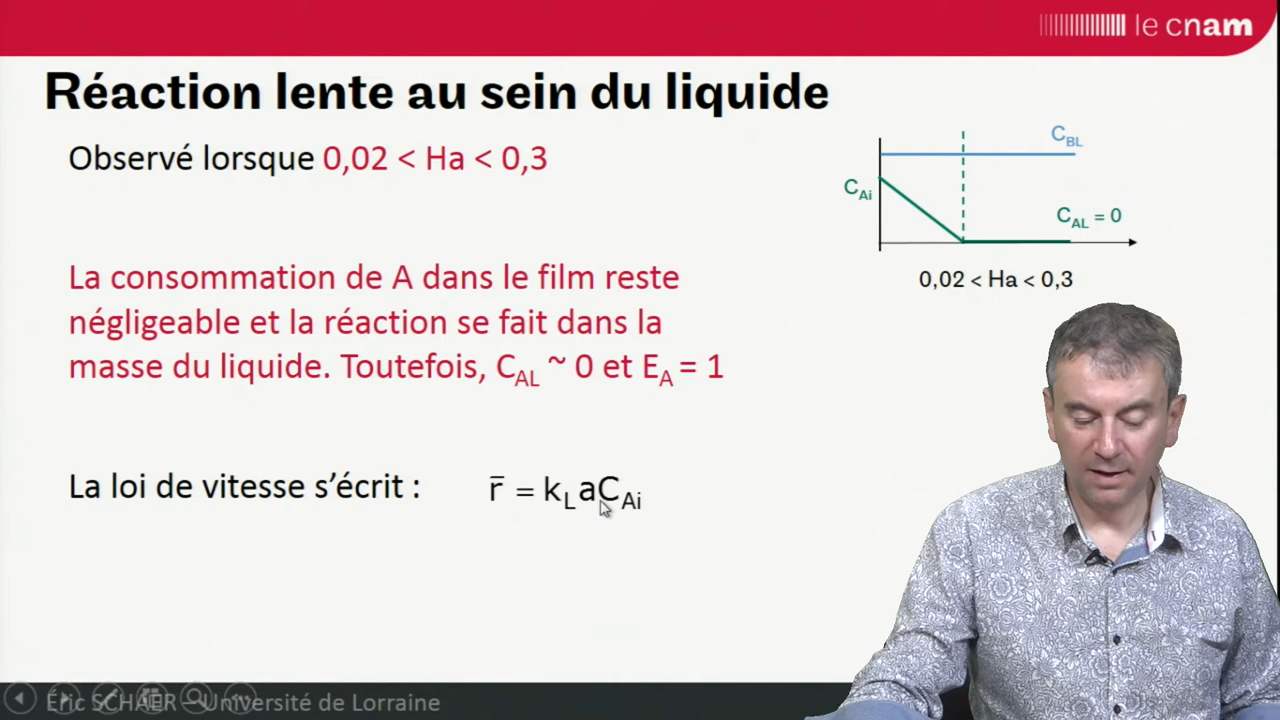 le cnam
Réaction lente au sein du liquide
Observé lorsque 0,02 < Ha < 0,3
C_BL
C_Ai
C_AL = 0
0,02 < Ha < 0,3
La consommation de A dans le film reste
négligeable et la réaction se fait dans la
masse du liquide. Toutefois, C_AL ~ 0 et E_A = 1
La loi de vitesse s’écrit : r̄ = k_L aC_Ai
Éric SCHAER – Université de Lorraine